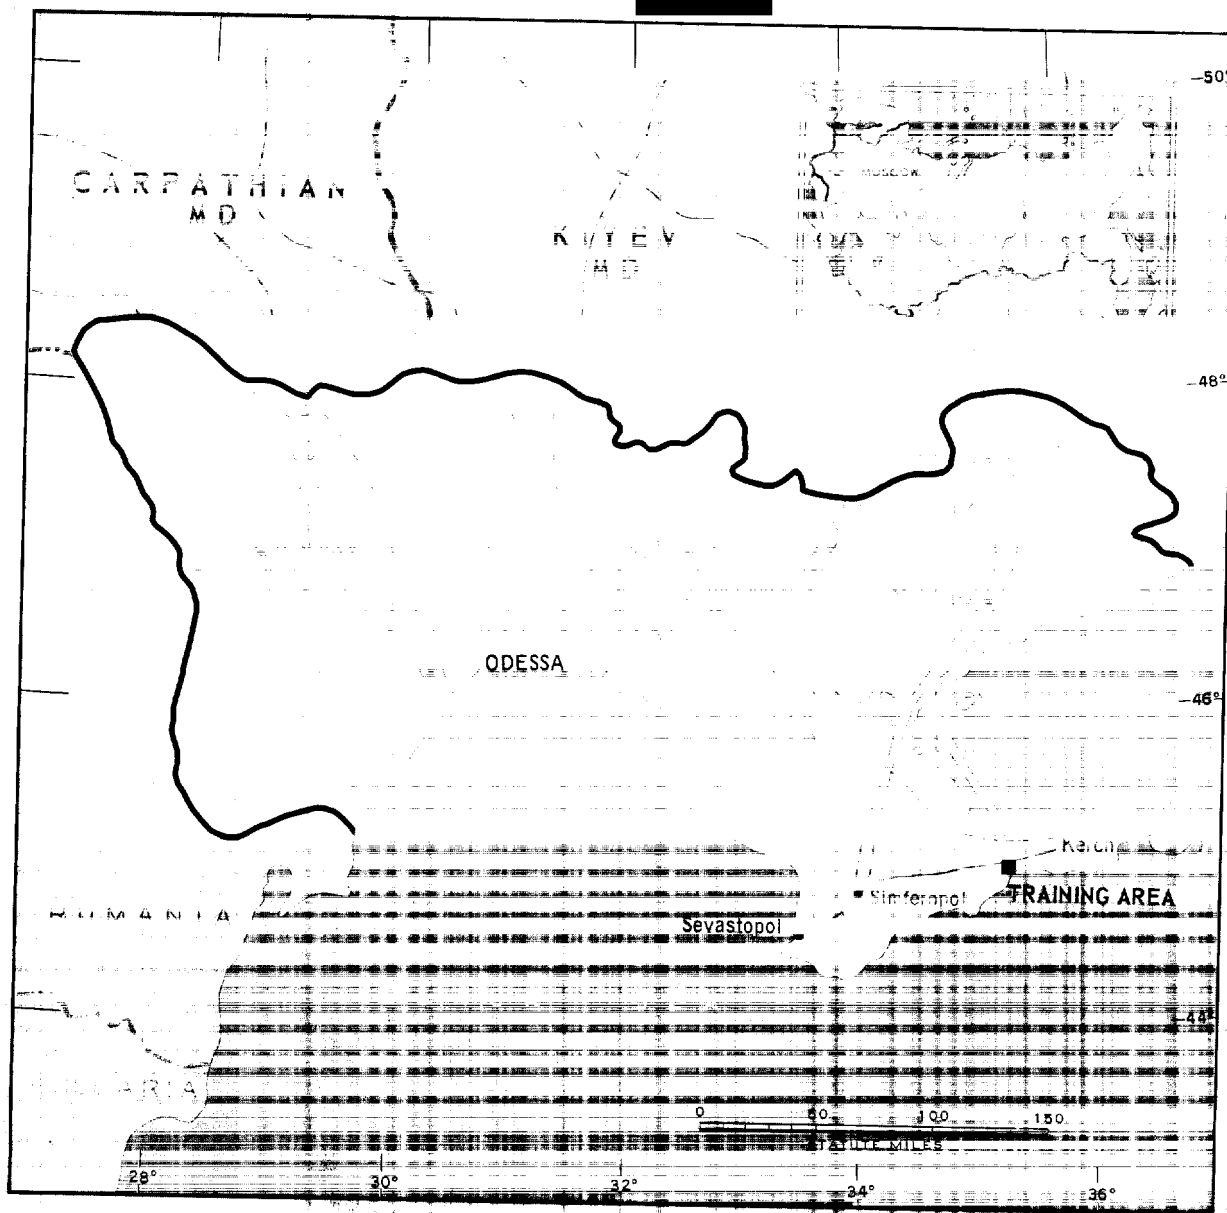 50°
CARPATHIAN
MD
KIYEV
MD
MOSCOW
48°
ODESSA
46°
Kerch
Simferopol
TRAINING AREA
Sevastopol
RUMANIA
44°
0 50 100 150
STATUTE MILES
28° 30° 32° 34° 36°